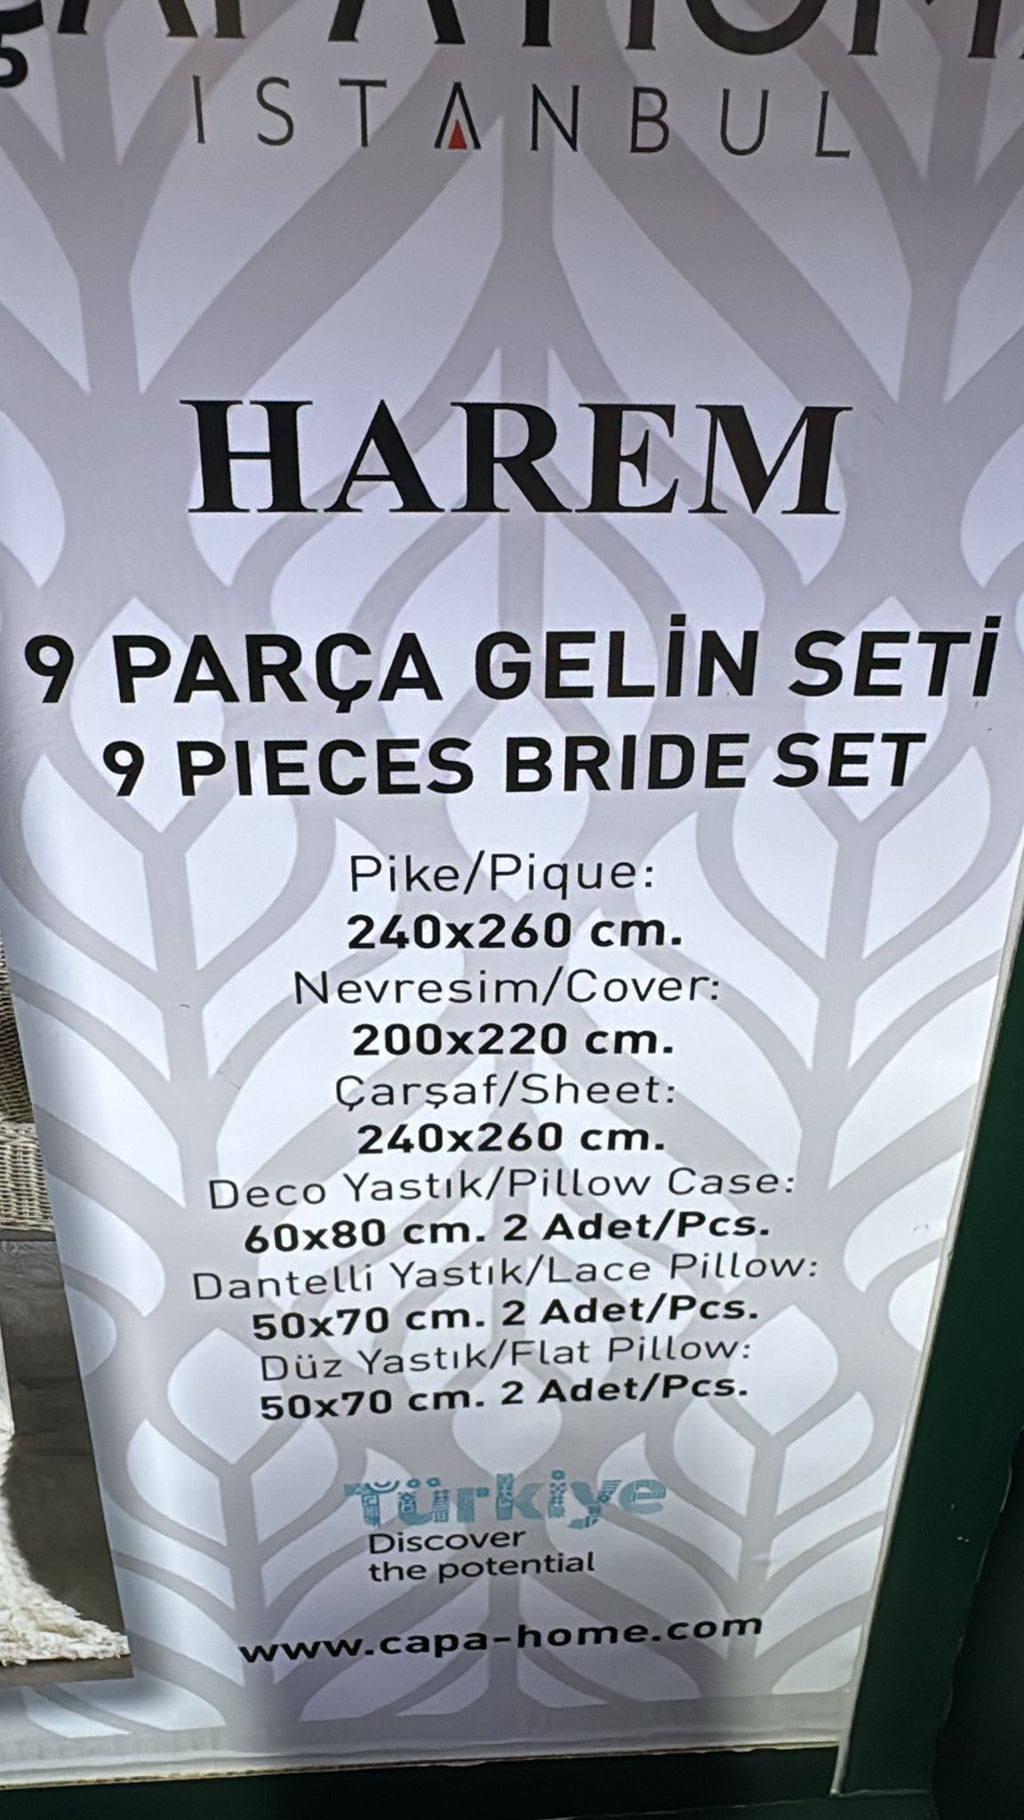 ÇAPA HOME
ISTANBUL
HAREM
9 PARÇA GELİN SETİ
9 PIECES BRIDE SET
Pike/Pique:
240x260 cm.
Nevresim/Cover:
200x220 cm.
Çarşaf/Sheet:
240x260 cm.
Deco Yastık/Pillow Case:
60x80 cm. 2 Adet/Pcs.
Dantelli Yastık/Lace Pillow:
50x70 cm. 2 Adet/Pcs.
Düz Yastık/Flat Pillow:
50x70 cm. 2 Adet/Pcs.
Türkiye
Discover
the potential
www.capa-home.com